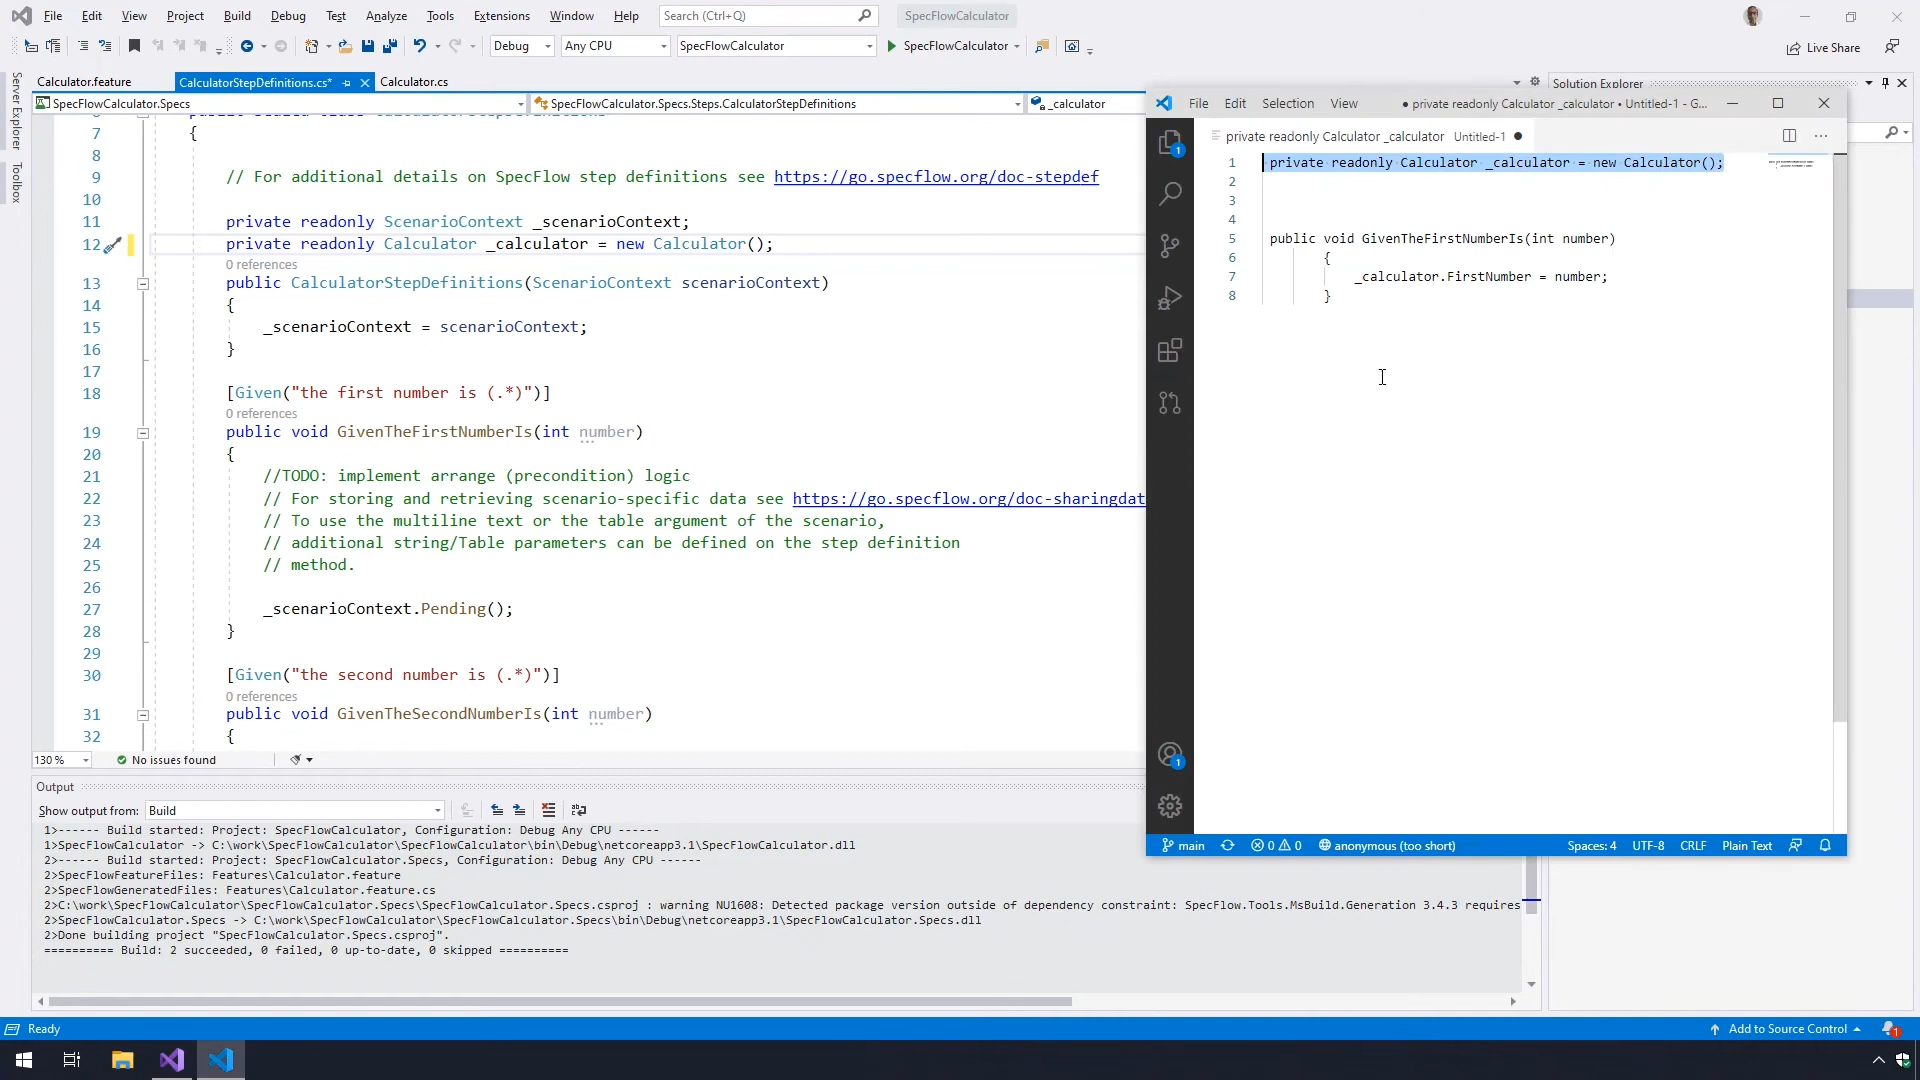 File Edit View Project Build Debug Test Analyze Tools Extensions Window Help Search (Ctrl+Q) SpecFlowCalculator
Debug Any CPU SpecFlowCalculator SpecFlowCalculator Live Share
Calculator.feature CalculatorStepDefinitions.cs* Calculator.cs
SpecFlowCalculator.Specs SpecFlowCalculator.Specs.Steps.CalculatorStepDefinitions _calculator
Server Explorer
Toolbox
7 {
8
9 // For additional details on SpecFlow step definitions see https://go.specflow.org/doc-stepdef
10
11 private readonly ScenarioContext _scenarioContext;
12 private readonly Calculator _calculator = new Calculator();
0 references
13 public CalculatorStepDefinitions(ScenarioContext scenarioContext)
14 {
15 _scenarioContext = scenarioContext;
16 }
17
18 [Given("the first number is (.*)")]
0 references
19 public void GivenTheFirstNumberIs(int number)
20 {
21 //TODO: implement arrange (precondition) logic
22 // For storing and retrieving scenario-specific data see https://go.specflow.org/doc-sharingdat
23 // To use the multiline text or the table argument of the scenario,
24 // additional string/Table parameters can be defined on the step definition
25 // method.
26
27 _scenarioContext.Pending();
28 }
29
30 [Given("the second number is (.*)")]
0 references
31 public void GivenTheSecondNumberIs(int number)
32 {
130 % No issues found
Output
Show output from: Build
1>------ Build started: Project: SpecFlowCalculator, Configuration: Debug Any CPU ------
1>SpecFlowCalculator -> C:\work\SpecFlowCalculator\SpecFlowCalculator\bin\Debug\netcoreapp3.1\SpecFlowCalculator.dll
2>------ Build started: Project: SpecFlowCalculator.Specs, Configuration: Debug Any CPU ------
2>SpecFlowFeatureFiles: Features\Calculator.feature
2>SpecFlowGeneratedFiles: Features\Calculator.feature.cs
2>C:\work\SpecFlowCalculator\SpecFlowCalculator.Specs\SpecFlowCalculator.Specs.csproj : warning NU1608: Detected package version outside of dependency constraint: SpecFlow.Tools.MsBuild.Generation 3.4.3 requires
2>SpecFlowCalculator.Specs -> C:\work\SpecFlowCalculator\SpecFlowCalculator.Specs\bin\Debug\netcoreapp3.1\SpecFlowCalculator.Specs.dll
2>Done building project "SpecFlowCalculator.Specs.csproj".
========== Build: 2 succeeded, 0 failed, 0 up-to-date, 0 skipped ==========
Solution Explorer
File Edit Selection View ● private readonly Calculator _calculator • Untitled-1 - G...
private readonly Calculator _calculator Untitled-1 ●
1 private readonly Calculator _calculator = new Calculator();
2
3
4
5 public void GivenTheFirstNumberIs(int number)
6 {
7 _calculator.FirstNumber = number;
8 }
1
1
main 0 0 anonymous (too short) Spaces: 4 UTF-8 CRLF Plain Text
Ready Add to Source Control 1